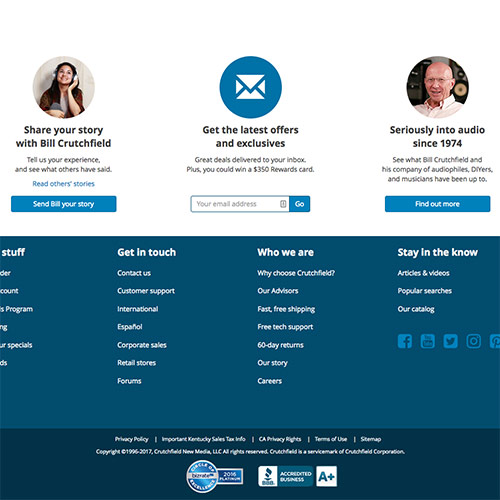 Share your story
with Bill Crutchfield
Tell us your experience,
and see what others have said.
Read others' stories
Send Bill your story
Get the latest offers
and exclusives
Great deals delivered to your inbox.
Plus, you could win a $350 Rewards card.
Your email address
Go
Seriously into audio
since 1974
See what Bill Crutchfield and
his company of audiophiles, DIYers,
and musicians have been up to.
Find out more
stuff
der
count
s Program
ng
ur specials
ds
Get in touch
Contact us
Customer support
International
Español
Corporate sales
Retail stores
Forums
Who we are
Why choose Crutchfield?
Our Advisors
Fast, free shipping
Free tech support
60-day returns
Our story
Careers
Stay in the know
Articles & videos
Popular searches
Our catalog
Privacy Policy | Important Kentucky Sales Tax Info | CA Privacy Rights | Terms of Use | Sitemap
Copyright ©1996-2017, Crutchfield New Media, LLC All rights reserved. Crutchfield is a servicemark of Crutchfield Corporation.
CIRCLE OF
bizrate
EXCELLENCE
2016
PLATINUM
BBB
ACCREDITED
BUSINESS
A+